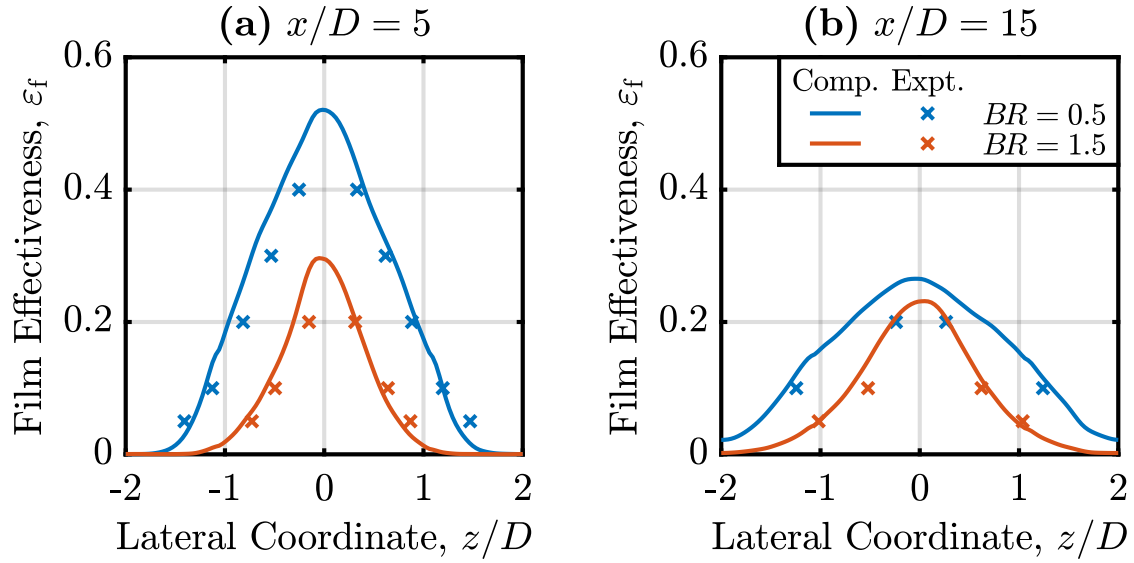 (a) x/D = 5
Film Effectiveness, εf
0.6
0.4
0.2
0
-2 -1 0 1 2
Lateral Coordinate, z/D
(b) x/D = 15
Comp. Expt.
BR = 0.5
BR = 1.5
Film Effectiveness, εf
0.6
0.4
0.2
0
-2 -1 0 1 2
Lateral Coordinate, z/D